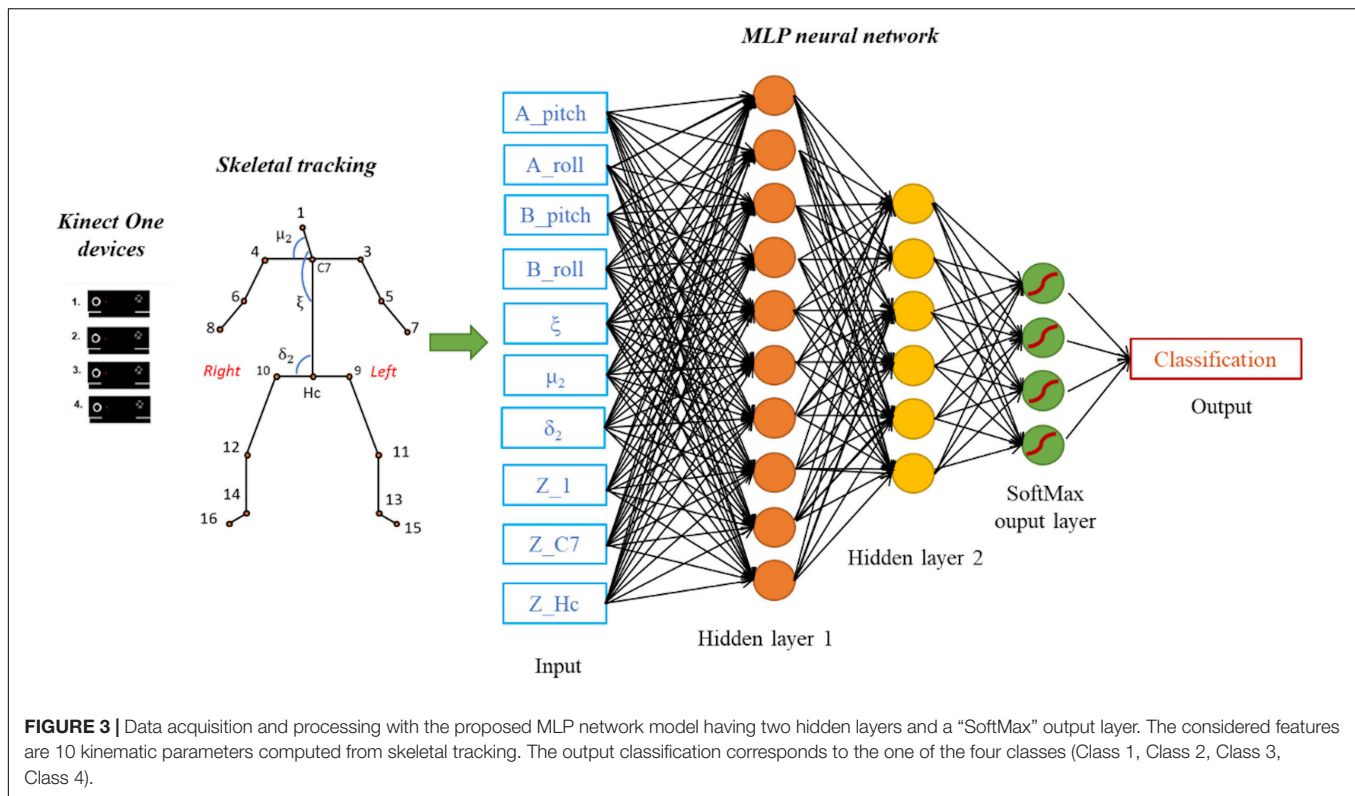 MLP neural network
Skeletal tracking
Kinect One
devices
1.
2.
3.
4.
1
μ₂
4
3
C7
6
ξ
5
8
7
δ₂
Right
10
9
Left
Hc
12
11
14
13
16
15
A_pitch
A_roll
B_pitch
B_roll
ξ
μ₂
δ₂
Z_1
Z_C7
Z_Hc
Input
Hidden layer 1
Hidden layer 2
SoftMax
ouput layer
Classification
Output
FIGURE 3 | Data acquisition and processing with the proposed MLP network model having two hidden layers and a “SoftMax” output layer. The considered features
are 10 kinematic parameters computed from skeletal tracking. The output classification corresponds to the one of the four classes (Class 1, Class 2, Class 3,
Class 4).